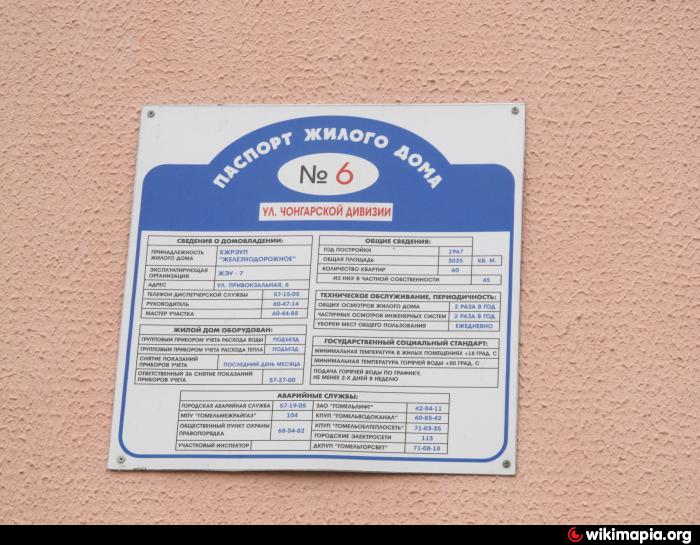 ПАСПОРТ ЖИЛОГО ДОМА
№ 6
УЛ. ЧОНГАРСКОЙ ДИВИЗИИ
СВЕДЕНИЯ О ДОМОВЛАДЕНИИ:
ПРИНАДЛЕЖНОСТЬ ЖИЛОГО ДОМА КЖРЭУП "ЖЕЛЕЗНОДОРОЖНОЕ"
ЭКСПЛУАТИРУЮЩАЯ ОРГАНИЗАЦИЯ ЖЭУ - 7
АДРЕС УЛ. ПРИВОКЗАЛЬНАЯ, 6
ТЕЛЕФОН ДИСПЕТЧЕРСКОЙ СЛУЖБЫ 57-15-05
РУКОВОДИТЕЛЬ 60-47-14
МАСТЕР УЧАСТКА 60-44-88
ЖИЛОЙ ДОМ ОБОРУДОВАН:
ГРУППОВЫМ ПРИБОРОМ УЧЕТА РАСХОДА ВОДЫ ПОДЪЕЗД
ГРУППОВЫМ ПРИБОРОМ УЧЕТА РАСХОДА ТЕПЛА ПОДЪЕЗД
СНЯТИЕ ПОКАЗАНИЙ ПРИБОРОВ УЧЕТА ПОСЛЕДНИЙ ДЕНЬ МЕСЯЦА
ОТВЕТСТВЕННЫЙ ЗА СНЯТИЕ ПОКАЗАНИЙ ПРИБОРОВ УЧЕТА 57-27-00
ОБЩИЕ СВЕДЕНИЯ:
ГОД ПОСТРОЙКИ 1967
ОБЩАЯ ПЛОЩАДЬ 3035 КВ. М.
КОЛИЧЕСТВО КВАРТИР 60
ИЗ НИХ В ЧАСТНОЙ СОБСТВЕННОСТИ 45
ТЕХНИЧЕСКОЕ ОБСЛУЖИВАНИЕ, ПЕРИОДИЧНОСТЬ:
ОБЩИХ ОСМОТРОВ ЖИЛОГО ДОМА 2 РАЗА В ГОД
ЧАСТИЧНЫХ ОСМОТРОВ ИНЖЕНЕРНЫХ СИСТЕМ 2 РАЗА В ГОД
УБОРКИ МЕСТ ОБЩЕГО ПОЛЬЗОВАНИЯ ЕЖЕДНЕВНО
ГОСУДАРСТВЕННЫЙ СОЦИАЛЬНЫЙ СТАНДАРТ:
МИНИМАЛЬНАЯ ТЕМПЕРАТУРА В ЖИЛЫХ ПОМЕЩЕНИЯХ +18 ГРАД. С
МИНИМАЛЬНАЯ ТЕМПЕРАТУРА ГОРЯЧЕЙ ВОДЫ +50 ГРАД. С
ПОДАЧА ГОРЯЧЕЙ ВОДЫ ПО ГРАФИКУ,
НЕ МЕНЕЕ 2-Х ДНЕЙ В НЕДЕЛЮ
АВАРИЙНЫЕ СЛУЖБЫ:
ГОРОДСКАЯ АВАРИЙНАЯ СЛУЖБА 57-19-05
МПУ "ГОМЕЛЬМЕЖРАЙГАЗ" 104
ОБЩЕСТВЕННЫЙ ПУНКТ ОХРАНЫ ПРАВОПОРЯДКА 68-34-82
УЧАСТКОВЫЙ ИНСПЕКТОР
ЗАО "ГОМЕЛЬЛИФТ" 42-84-11
КПУП "ГОМЕЛЬВОДОКАНАЛ" 60-85-42
КПУП "ГОМЕЛЬОБЛТЕПЛОСЕТЬ" 71-03-35
ГОРОДСКИЕ ЭЛЕКТРОСЕТИ 113
ДКПУП "ГОМЕЛЬГОРСВЕТ" 71-08-18
wikimapia.org